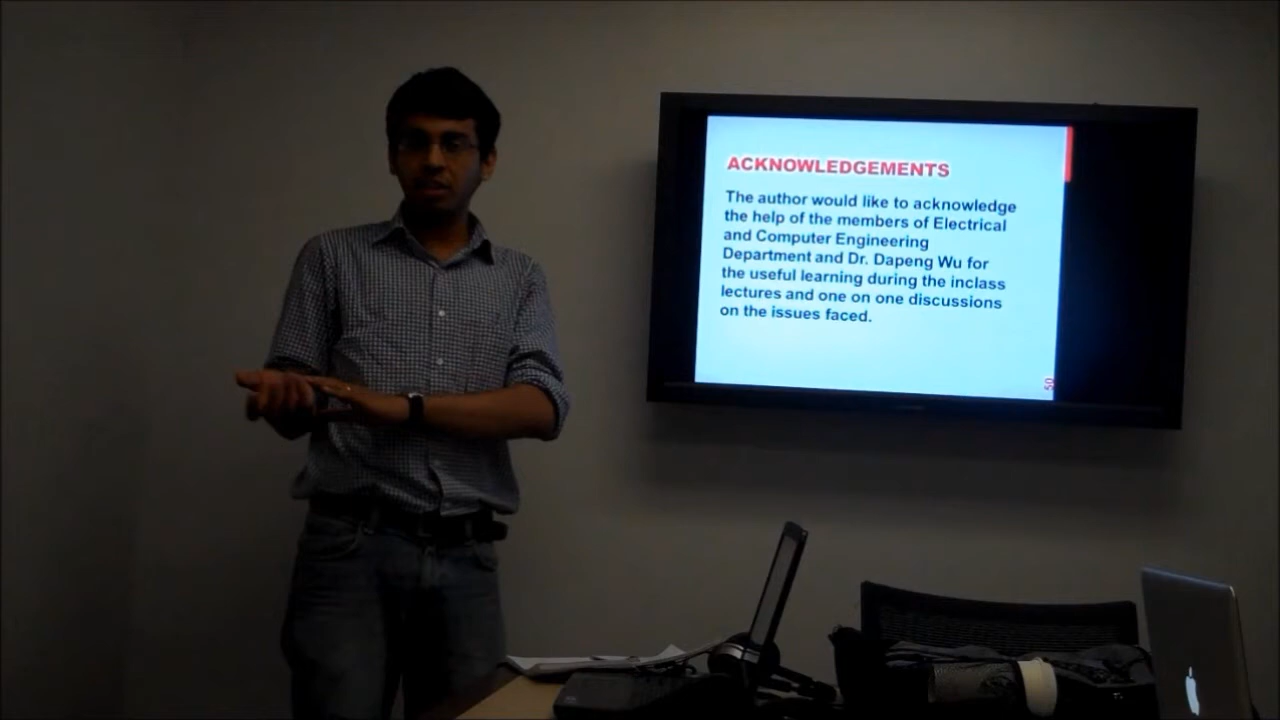 ACKNOWLEDGEMENTS
The author would like to acknowledge
the help of the members of Electrical
and Computer Engineering
Department and Dr. Dapeng Wu for
the useful learning during the inclass
lectures and one on one discussions
on the issues faced.
50